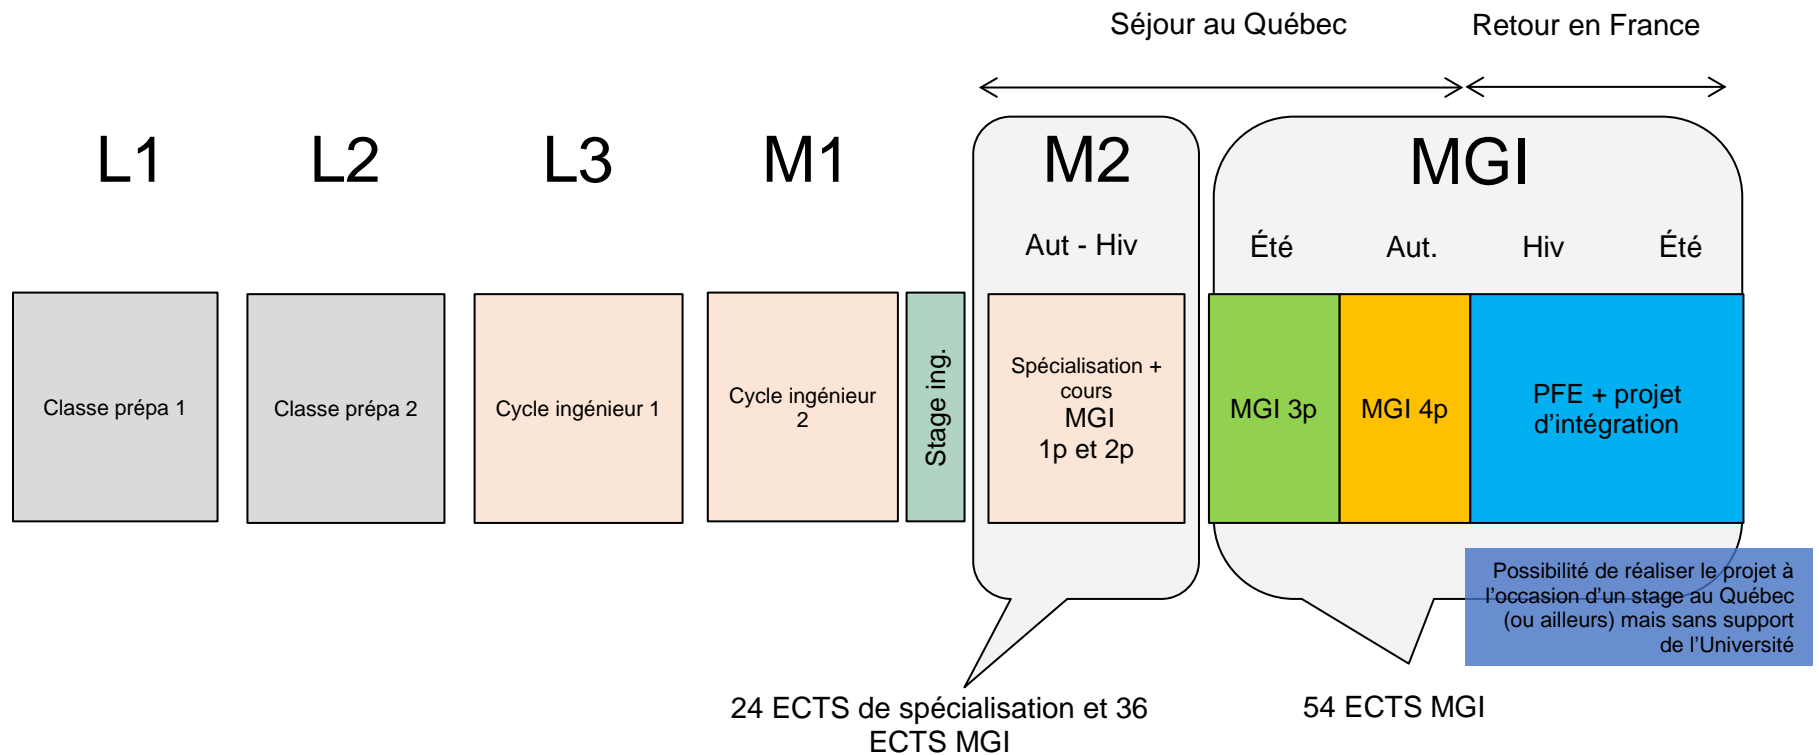 Séjour au Québec
Retour en France
L1
L2
L3
M1
M2
MGI
Aut - Hiv
Été
Aut.
Hiv
Été
Classe prépa 1
Classe prépa 2
Cycle ingénieur 1
Cycle ingénieur
2
Stage ing.
Spécialisation +
cours
MGI
1p et 2p
MGI 3p
MGI 4p
PFE + projet
d’intégration
Possibilité de réaliser le projet à
l’occasion d’un stage au Québec
(ou ailleurs) mais sans support
de l’Université
24 ECTS de spécialisation et 36
ECTS MGI
54 ECTS MGI